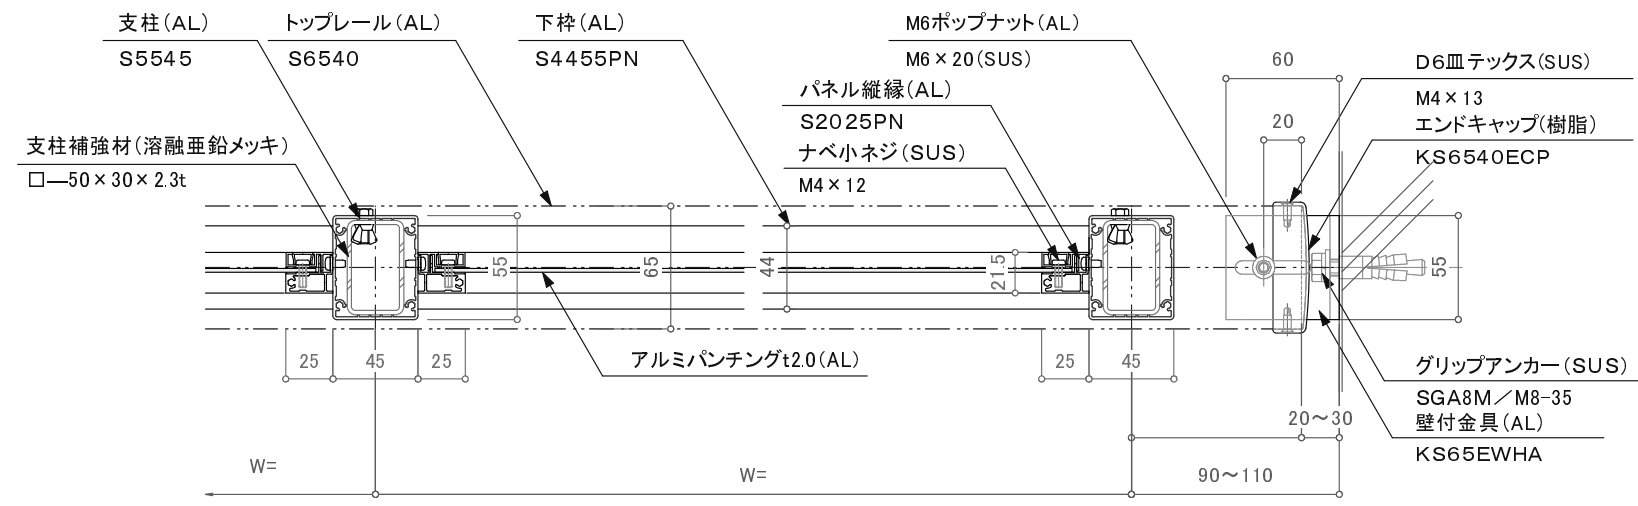 支柱(AL)
S5545
トップレール(AL)
S6540
下枠(AL)
S4455PN
M6ポップナット(AL)
M6×20(SUS)
D6皿テックス(SUS)
M4×13
エンドキャップ(樹脂)
KS6540ECP
パネル縦縁(AL)
S2025PN
ナベ小ネジ(SUS)
M4×12
支柱補強材(溶融亜鉛メッキ)
□—50×30×2.3t
60
20
55
65
44
21.5
55
25
45
25
25
45
アルミパンチングt2.0(AL)
グリップアンカー(SUS)
SGA8M／M8-35
壁付金具(AL)
KS65EWHA
20～30
90～110
W=
W=